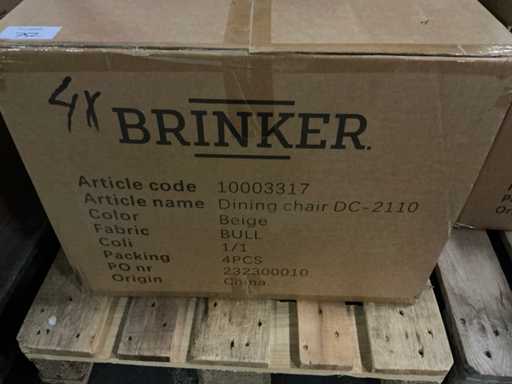 4x BRINKER.
Article code 10003317
Article name Dining chair DC-2110
Color Beige
Fabric BULL
Coli 1/1
Packing 4PCS
PO nr 232300010
Origin China